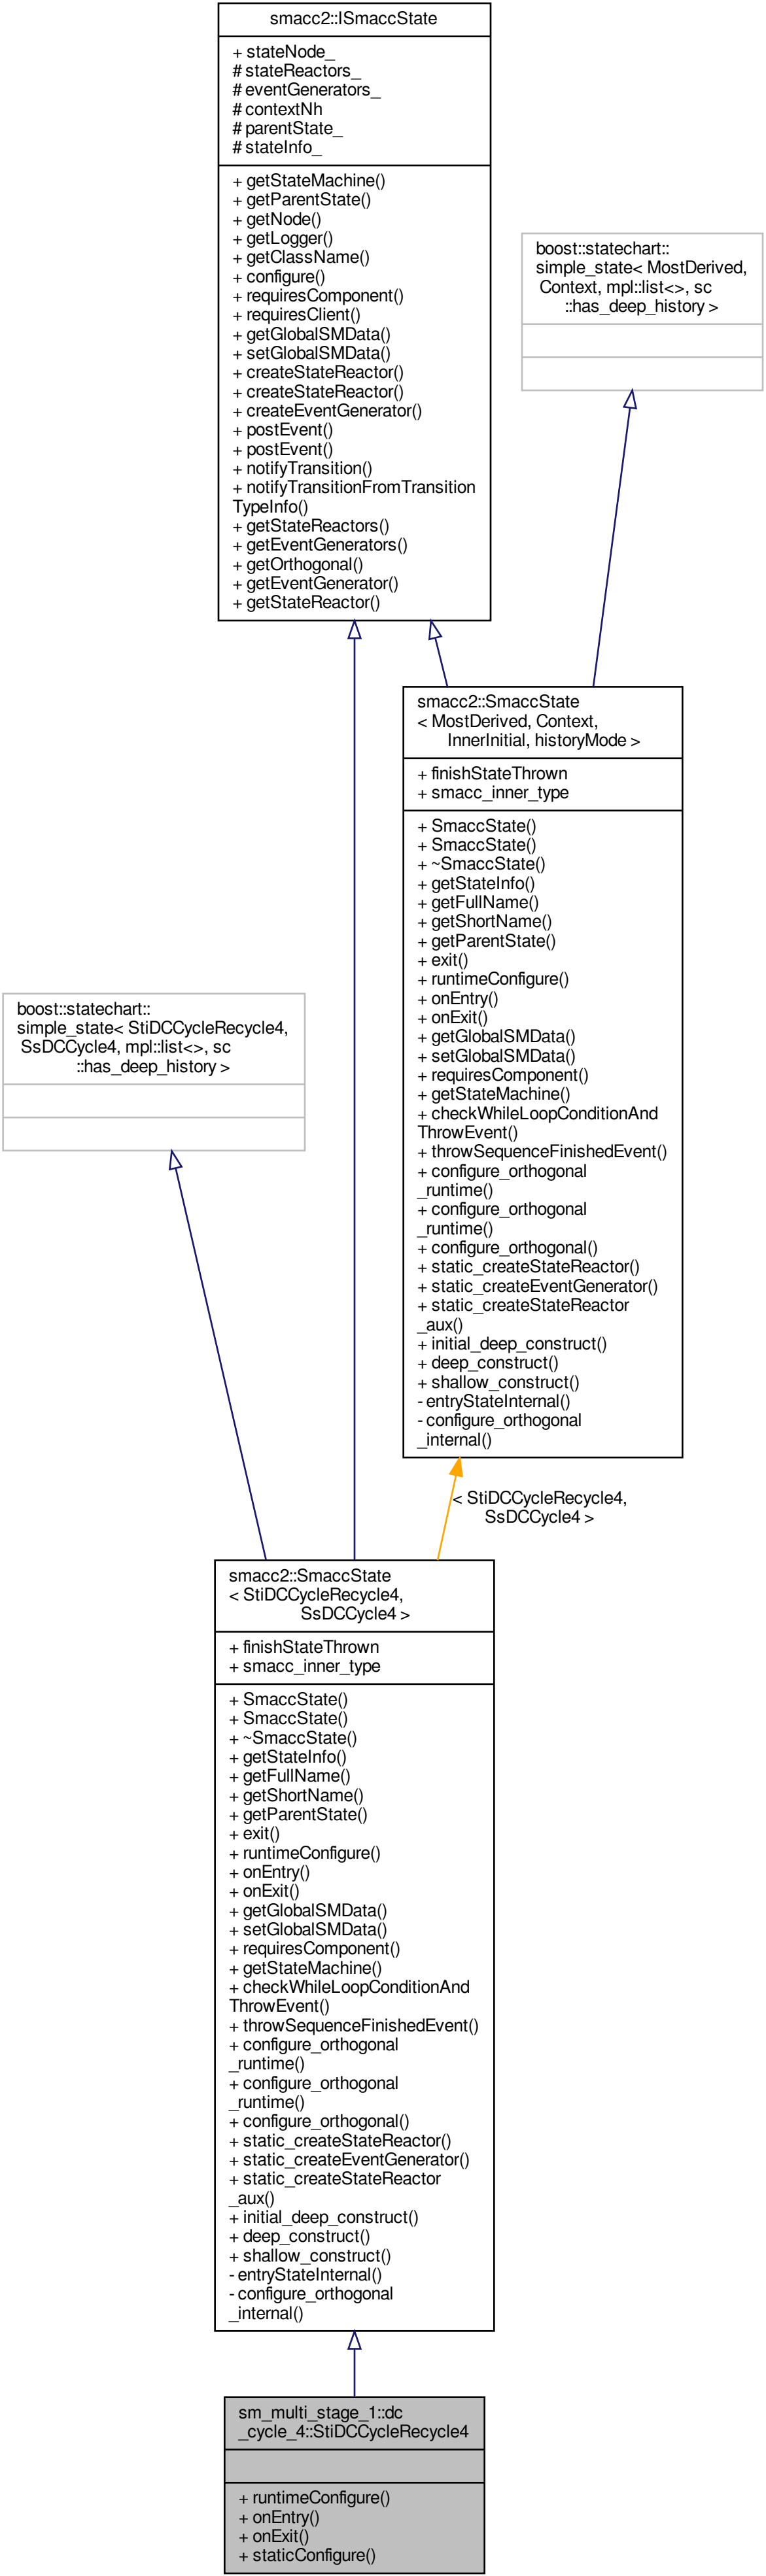 smacc2::ISmaccState
+ stateNode_
# stateReactors_
# eventGenerators_
# contextNh
# parentState_
# stateInfo_
+ getStateMachine()
+ getParentState()
+ getNode()
+ getLogger()
+ getClassName()
+ configure()
+ requiresComponent()
+ requiresClient()
+ getGlobalSMData()
+ setGlobalSMData()
+ createStateReactor()
+ createStateReactor()
+ createEventGenerator()
+ postEvent()
+ postEvent()
+ notifyTransition()
+ notifyTransitionFromTransition
TypeInfo()
+ getStateReactors()
+ getEventGenerators()
+ getOrthogonal()
+ getEventGenerator()
+ getStateReactor()
boost::statechart::
simple_state< MostDerived,
Context, mpl::list<>, sc
::has_deep_history >
smacc2::SmaccState
< MostDerived, Context,
InnerInitial, historyMode >
+ finishStateThrown
+ smacc_inner_type
+ SmaccState()
+ SmaccState()
+ ~SmaccState()
+ getStateInfo()
+ getFullName()
+ getShortName()
+ getParentState()
+ exit()
+ runtimeConfigure()
+ onEntry()
+ onExit()
+ getGlobalSMData()
+ setGlobalSMData()
+ requiresComponent()
+ getStateMachine()
+ checkWhileLoopConditionAnd
ThrowEvent()
+ throwSequenceFinishedEvent()
+ configure_orthogonal
_runtime()
+ configure_orthogonal
_runtime()
+ configure_orthogonal()
+ static_createStateReactor()
+ static_createEventGenerator()
+ static_createStateReactor
_aux()
+ initial_deep_construct()
+ deep_construct()
+ shallow_construct()
- entryStateInternal()
- configure_orthogonal
_internal()
boost::statechart::
simple_state< StiDCCycleRecycle4,
SsDCCycle4, mpl::list<>, sc
::has_deep_history >
< StiDCCycleRecycle4,
SsDCCycle4 >
smacc2::SmaccState
< StiDCCycleRecycle4,
SsDCCycle4 >
+ finishStateThrown
+ smacc_inner_type
+ SmaccState()
+ SmaccState()
+ ~SmaccState()
+ getStateInfo()
+ getFullName()
+ getShortName()
+ getParentState()
+ exit()
+ runtimeConfigure()
+ onEntry()
+ onExit()
+ getGlobalSMData()
+ setGlobalSMData()
+ requiresComponent()
+ getStateMachine()
+ checkWhileLoopConditionAnd
ThrowEvent()
+ throwSequenceFinishedEvent()
+ configure_orthogonal
_runtime()
+ configure_orthogonal
_runtime()
+ configure_orthogonal()
+ static_createStateReactor()
+ static_createEventGenerator()
+ static_createStateReactor
_aux()
+ initial_deep_construct()
+ deep_construct()
+ shallow_construct()
- entryStateInternal()
- configure_orthogonal
_internal()
sm_multi_stage_1::dc
_cycle_4::StiDCCycleRecycle4
+ runtimeConfigure()
+ onEntry()
+ onExit()
+ staticConfigure()